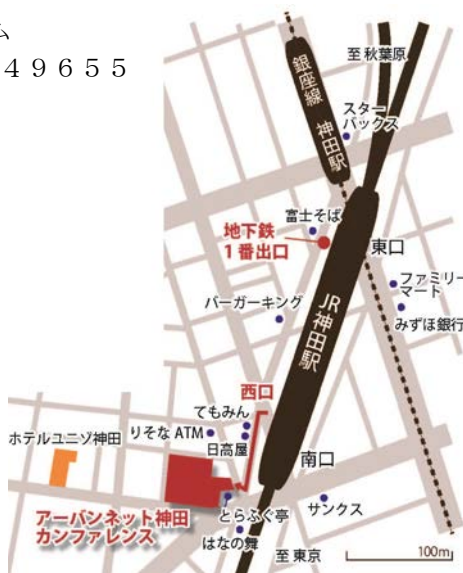 ム
４９６５５
至 秋葉原
銀座線 神田駅
スター
バックス
富士そば
地下鉄
1番出口
東口
ファミリー
マート
バーガーキング
JR神田駅
みずほ銀行
西口
てもみん
りそな ATM
日高屋
ホテルユニゾ神田
南口
アーバンネット神田
カンファレンス
とらふぐ亭
サンクス
はなの舞
至 東京
100m